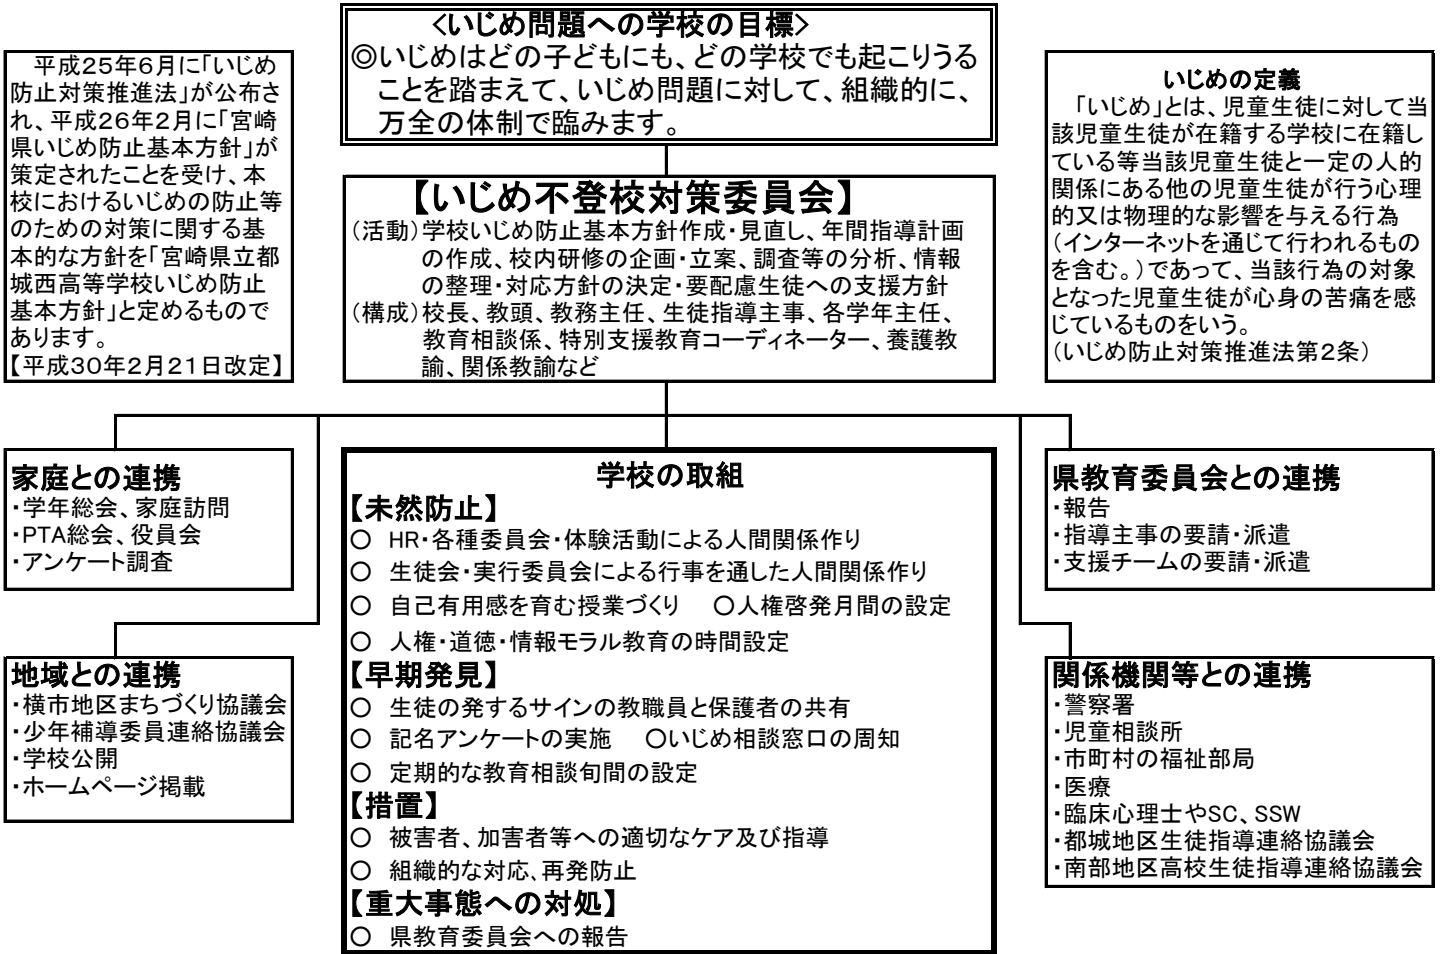 <いじめ問題への学校の目標>
◎いじめはどの子どもにも、どの学校でも起こりうる
ことを踏まえて、いじめ問題に対して、組織的に、
万全の体制で臨みます。
平成25年6月に「いじめ
防止対策推進法」が公布さ
れ、平成26年2月に「宮崎
県いじめ防止基本方針」が
策定されたことを受け、本
校におけるいじめの防止等
のための対策に関する基
本的な方針を「宮崎県立都
城西高等学校いじめ防止
基本方針」と定めるもので
あります。
【平成30年2月21日改定】
【いじめ不登校対策委員会】
(活動)学校いじめ防止基本方針作成・見直し、年間指導計画
の作成、校内研修の企画・立案、調査等の分析、情報
の整理・対応方針の決定・要配慮生徒への支援方針
(構成)校長、教頭、教務主任、生徒指導主事、各学年主任、
教育相談係、特別支援教育コーディネーター、養護教
諭、関係教諭など
いじめの定義
「いじめ」とは、児童生徒に対して当
該児童生徒が在籍する学校に在籍し
ている等当該児童生徒と一定の人的
関係にある他の児童生徒が行う心理
的又は物理的な影響を与える行為
(インターネットを通じて行われるもの
を含む。)であって、当該行為の対象
となった児童生徒が心身の苦痛を感
じているものをいう。
(いじめ防止対策推進法第2条)
家庭との連携
・学年総会、家庭訪問
・PTA総会、役員会
・アンケート調査
地域との連携
・横市地区まちづくり協議会
・少年補導委員連絡協議会
・学校公開
・ホームページ掲載
学校の取組
【未然防止】
○ HR・各種委員会・体験活動による人間関係作り
○ 生徒会・実行委員会による行事を通した人間関係作り
○ 自己有用感を育む授業づくり ○人権啓発月間の設定
○ 人権・道徳・情報モラル教育の時間設定
【早期発見】
○ 生徒の発するサインの教職員と保護者の共有
○ 記名アンケートの実施 ○いじめ相談窓口の周知
○ 定期的な教育相談旬間の設定
【措置】
○ 被害者、加害者等への適切なケア及び指導
○ 組織的な対応、再発防止
【重大事態への対処】
○ 県教育委員会への報告
県教育委員会との連携
・報告
・指導主事の要請・派遣
・支援チームの要請・派遣
関係機関等との連携
・警察署
・児童相談所
・市町村の福祉部局
・医療
・臨床心理士やSC、SSW
・都城地区生徒指導連絡協議会
・南部地区高校生徒指導連絡協議会